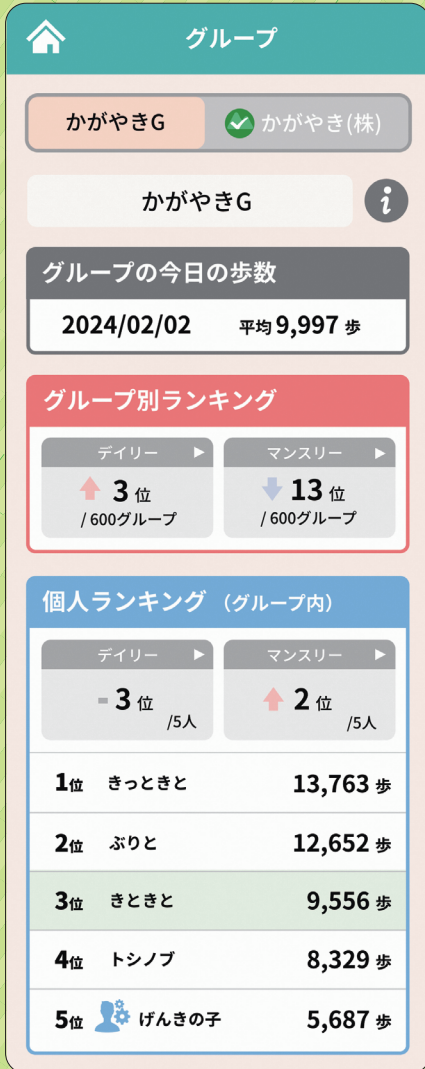 グループ
かがやきG かがやき(株)
かがやきG i
グループの今日の歩数
2024/02/02 平均9,997 歩
グループ別ランキング
デイリー ▶ マンスリー ▶
3 位 13 位
/ 600グループ / 600グループ
個人ランキング (グループ内)
デイリー ▶ マンスリー ▶
- 3 位 2 位
/5人 /5人
1位 きっときと 13,763 歩
2位 ぶりと 12,652 歩
3位 きときと 9,556 歩
4位 トシノブ 8,329 歩
5位 げんきの子 5,687 歩